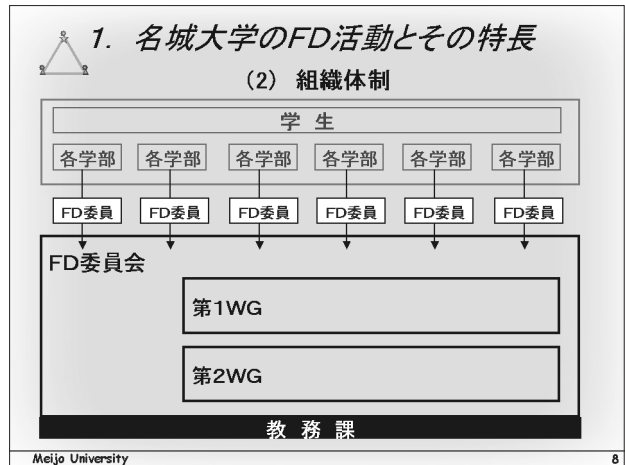 1. 名城大学のFD活動とその特長
(2) 組織体制
学 生
各学部 各学部 各学部 各学部 各学部 各学部
FD委員 FD委員 FD委員 FD委員 FD委員 FD委員
FD委員会
第1WG
第2WG
教 務 課
Meijo University 8